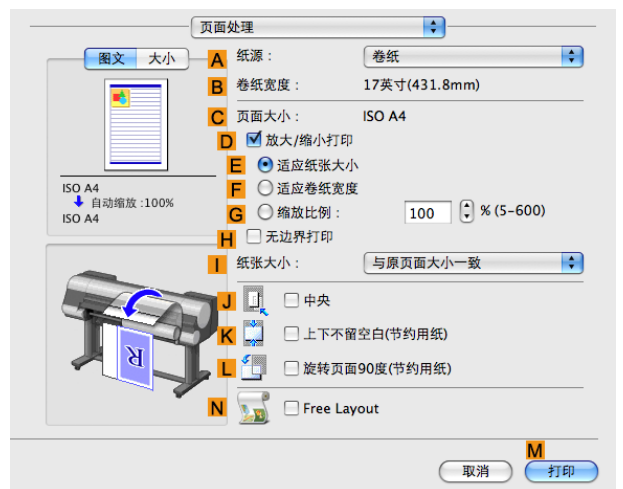 页面处理
图文 大小
A 纸源： 卷纸
B 卷纸宽度： 17英寸(431.8mm)
C 页面大小： ISO A4
D 放大/缩小打印
E 适应纸张大小
F 适应卷纸宽度
G 缩放比例： 100 % (5-600)
H 无边界打印
I 纸张大小： 与原页面大小一致
ISO A4
自动缩放:100%
ISO A4
J 中央
K 上下不留空白(节约用纸)
L 旋转页面90度(节约用纸)
N Free Layout
R
M
取消 打印